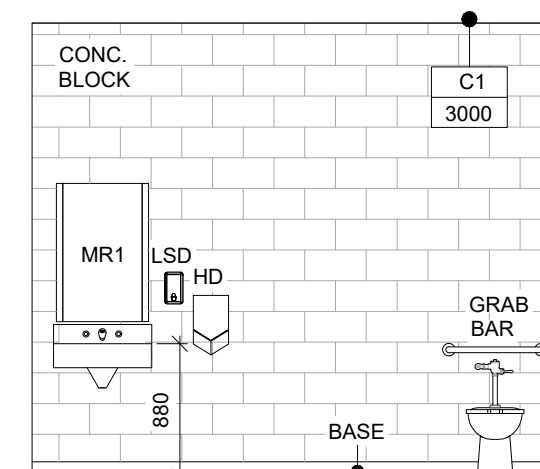 CONC.
BLOCK
C1
3000
MR1
LSD
HD
GRAB
BAR
880
BASE